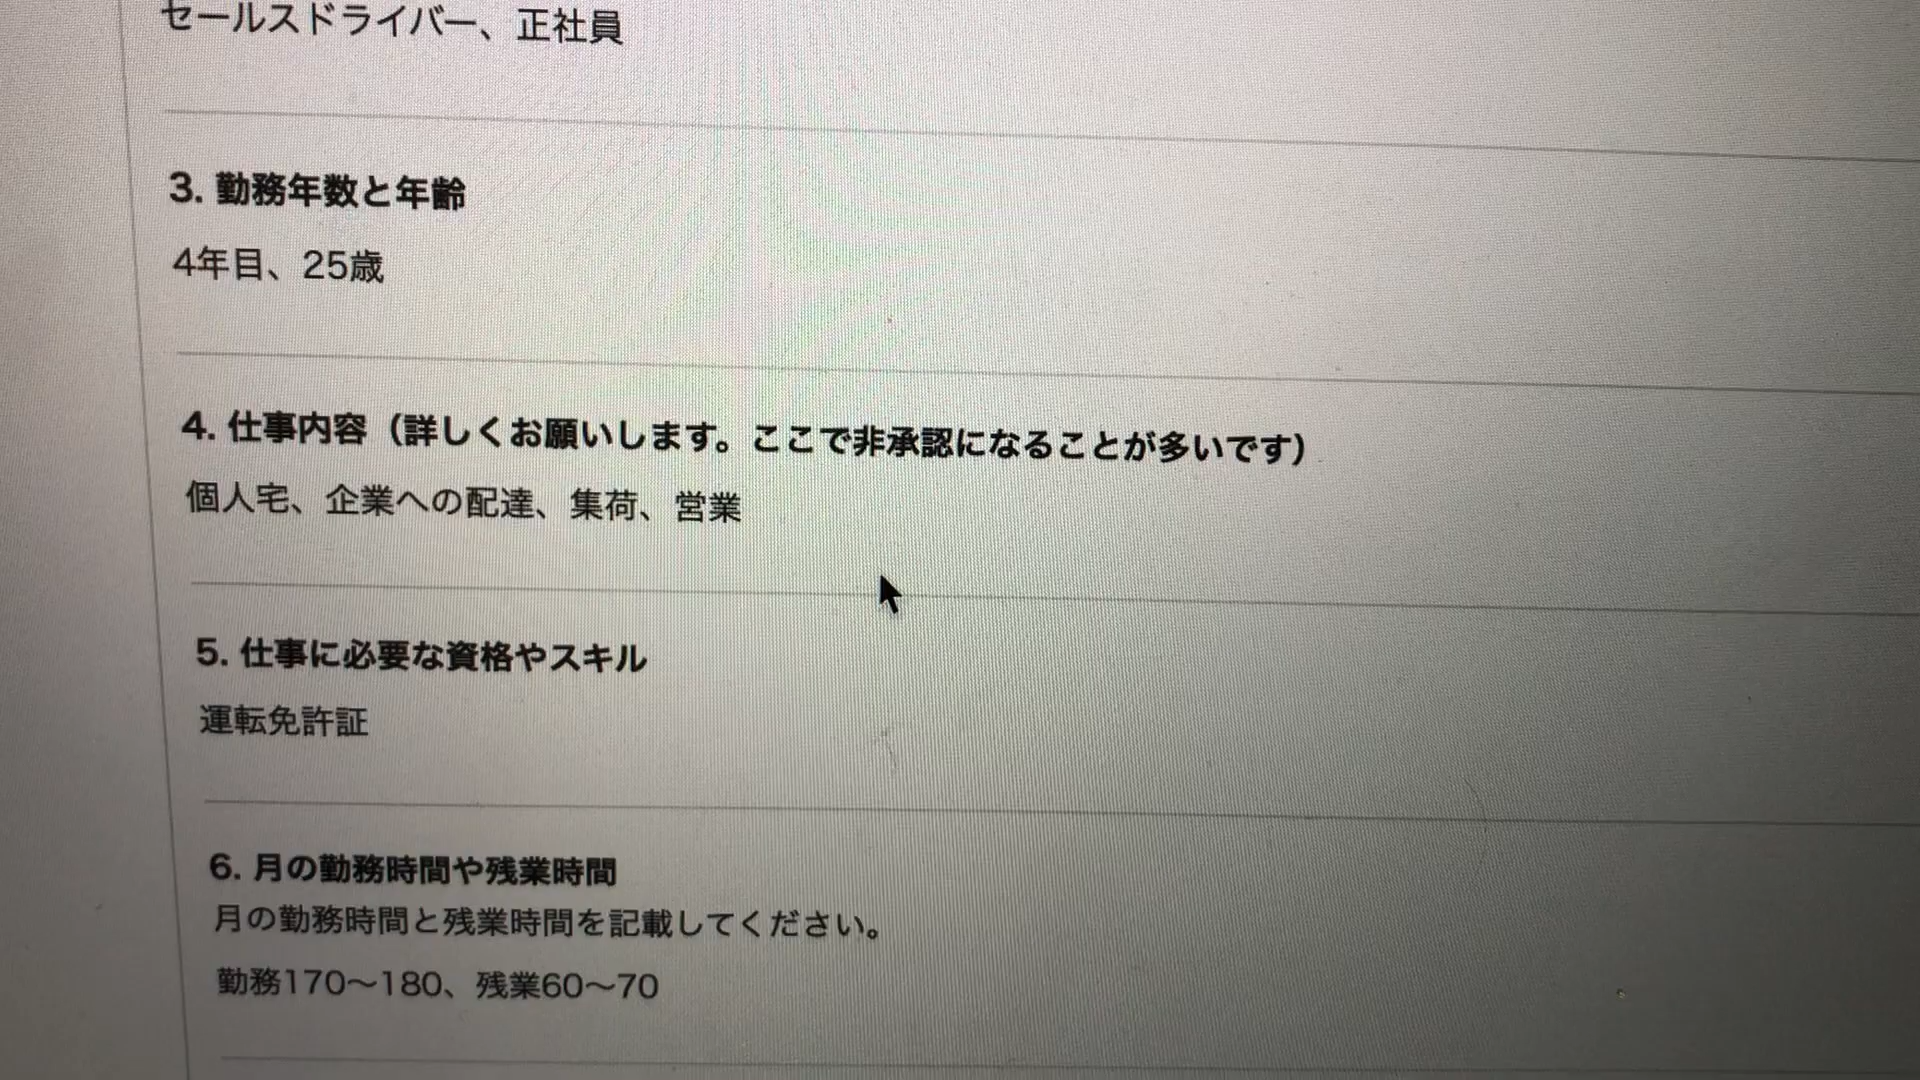 セールスドライバー、正社員
3. 勤務年数と年齢
4年目、25歳
4. 仕事内容（詳しくお願いします。ここで非承認になることが多いです）
個人宅、企業への配達、集荷、営業
5. 仕事に必要な資格やスキル
運転免許証
6. 月の勤務時間や残業時間
月の勤務時間と残業時間を記載してください。
勤務170〜180、残業60〜70